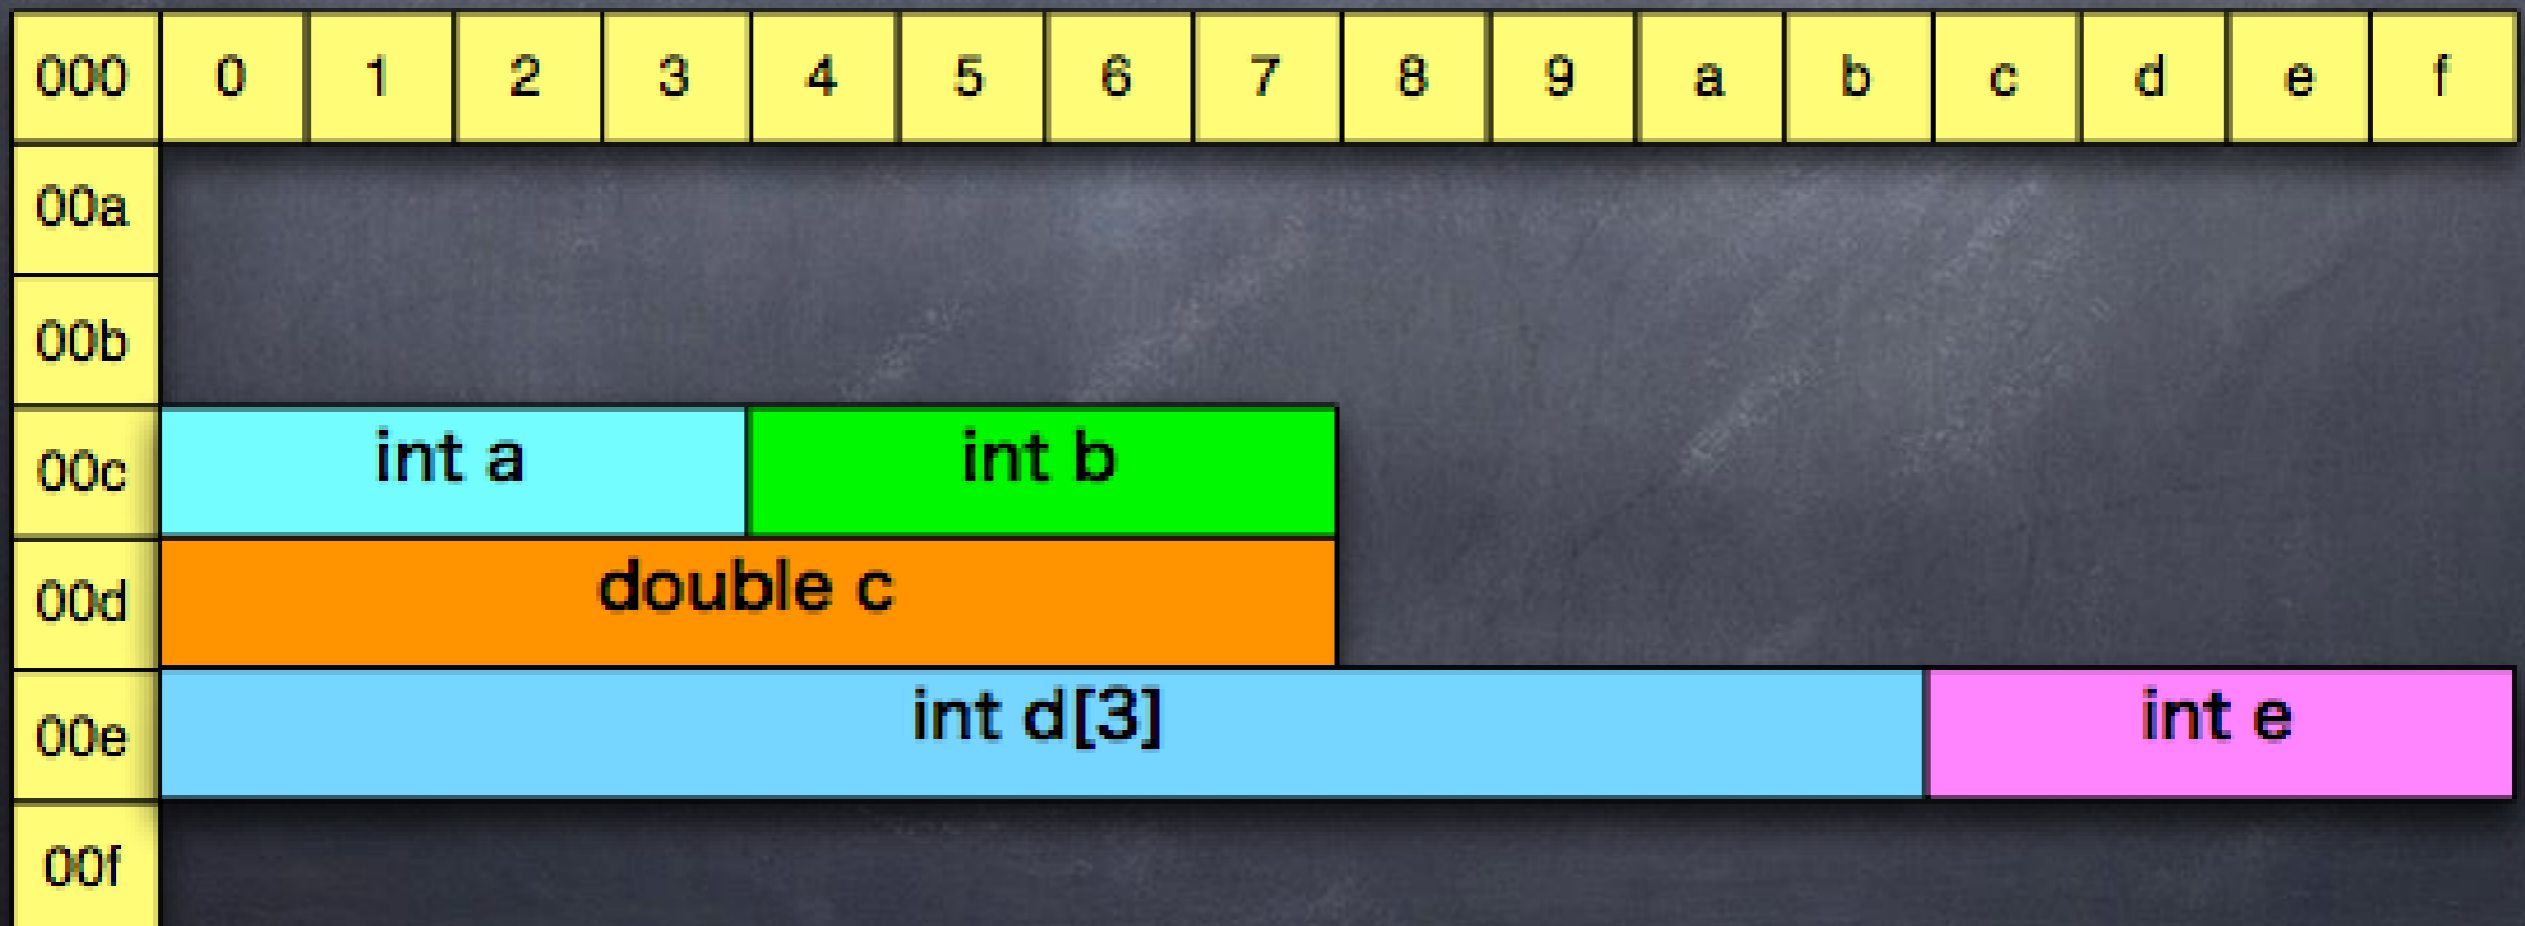 000 0 1 2 3 4 5 6 7 8 9 a b c d e f
00a
00b
00c int a int b
00d double c
00e int d[3] int e
00f